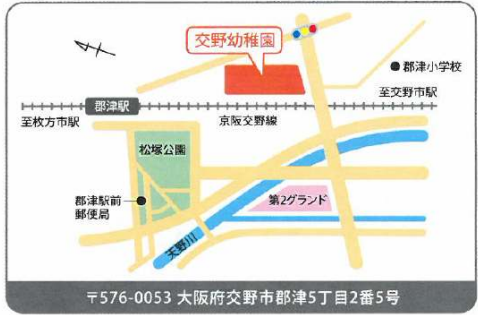 交野幼稚園
郡津小学校
郡津駅
至交野市駅
至枚方市駅
京阪交野線
松塚公園
郡津駅前
郵便局
第2グランド
天野川
〒576-0053 大阪府交野市郡津5丁目2番5号